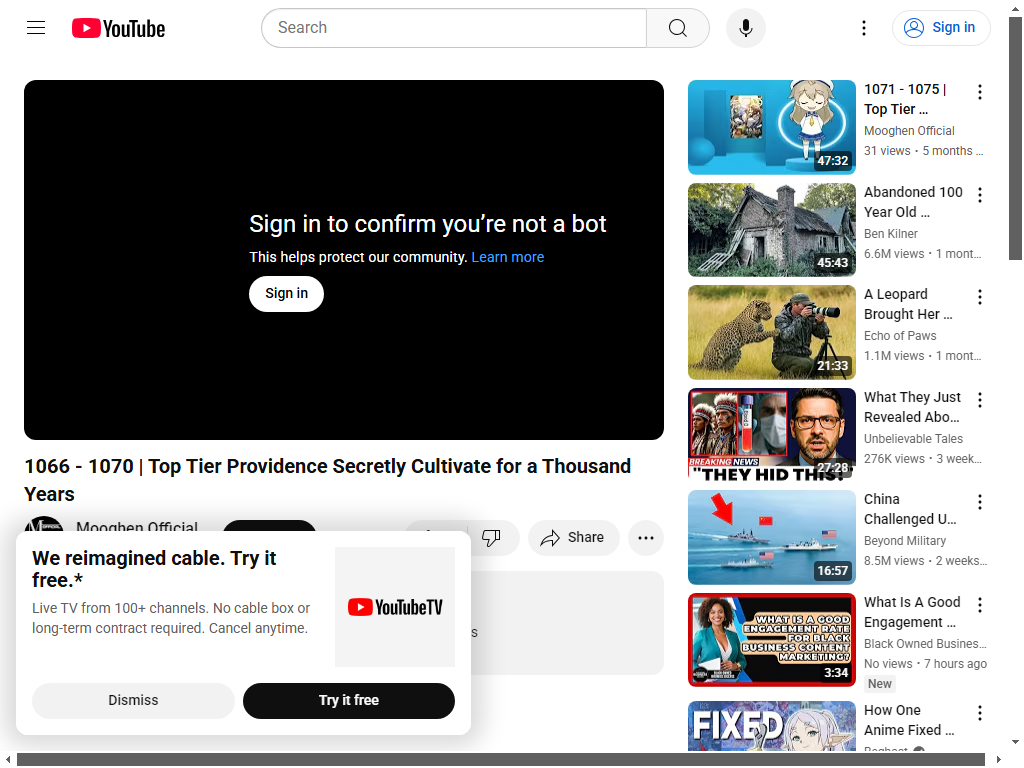 YouTube
Search
Sign in
Sign in to confirm you’re not a bot
This helps protect our community. Learn more
Sign in
1066 - 1070 | Top Tier Providence Secretly Cultivate for a Thousand
Years
Mooghen Official
Share
We reimagined cable. Try it
free.*
Live TV from 100+ channels. No cable box or
long-term contract required. Cancel anytime.
YouTubeTV
Dismiss
Try it free
47:32
1071 - 1075 |
Top Tier ...
Mooghen Official
31 views • 5 months ...
45:43
Abandoned 100
Year Old ...
Ben Kilner
6.6M views • 1 mont...
21:33
A Leopard
Brought Her ...
Echo of Paws
1.1M views • 1 mont...
BREAKING NEWS
"THEY HID THIS"
27:28
What They Just
Revealed Abo...
Unbelievable Tales
276K views • 3 week...
16:57
China
Challenged U...
Beyond Military
8.5M views • 2 weeks...
WHAT IS A GOOD
ENGAGEMENT RATE
FOR BLACK
BUSINESS CONTENT
MARKETING?
3:34
What Is A Good
Engagement ...
Black Owned Busines...
No views • 7 hours ago
New
FIXED
How One
Anime Fixed ...